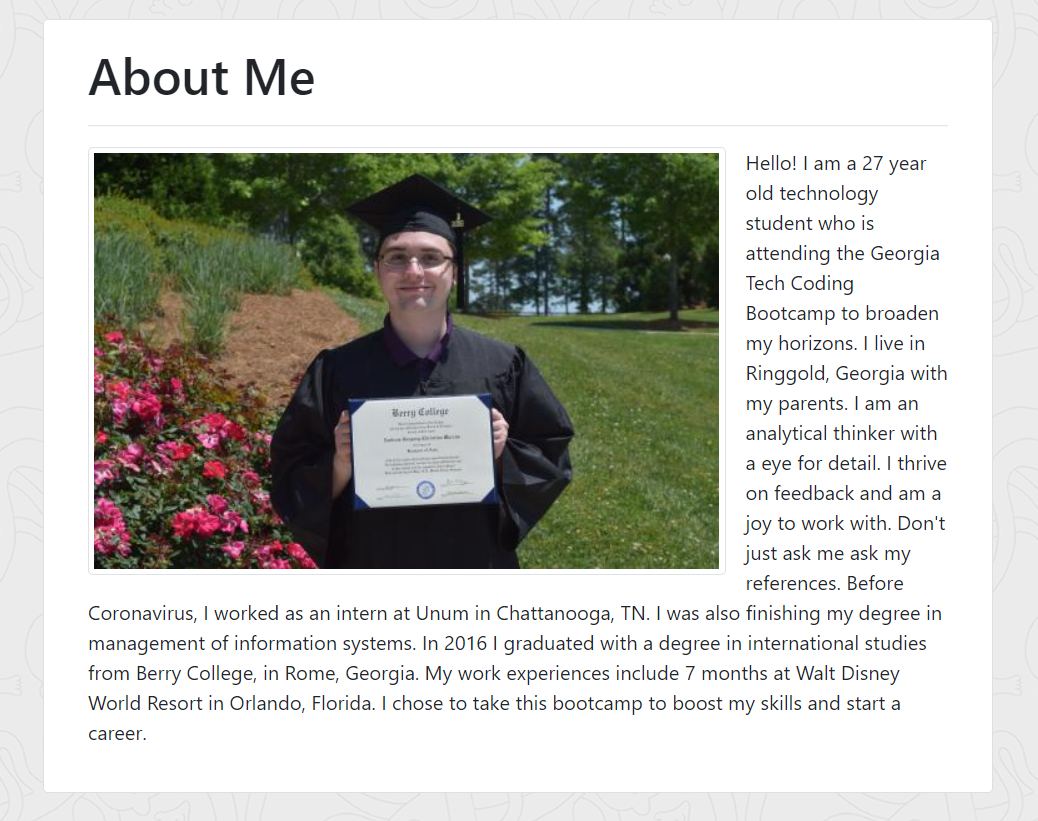 About Me
Berry College
Bachelor of Arts
Hello! I am a 27 year
old technology
student who is
attending the Georgia
Tech Coding
Bootcamp to broaden
my horizons. I live in
Ringgold, Georgia with
my parents. I am an
analytical thinker with
a eye for detail. I thrive
on feedback and am a
joy to work with. Don't
just ask me ask my
references. Before
Coronavirus, I worked as an intern at Unum in Chattanooga, TN. I was also finishing my degree in
management of information systems. In 2016 I graduated with a degree in international studies
from Berry College, in Rome, Georgia. My work experiences include 7 months at Walt Disney
World Resort in Orlando, Florida. I chose to take this bootcamp to boost my skills and start a
career.